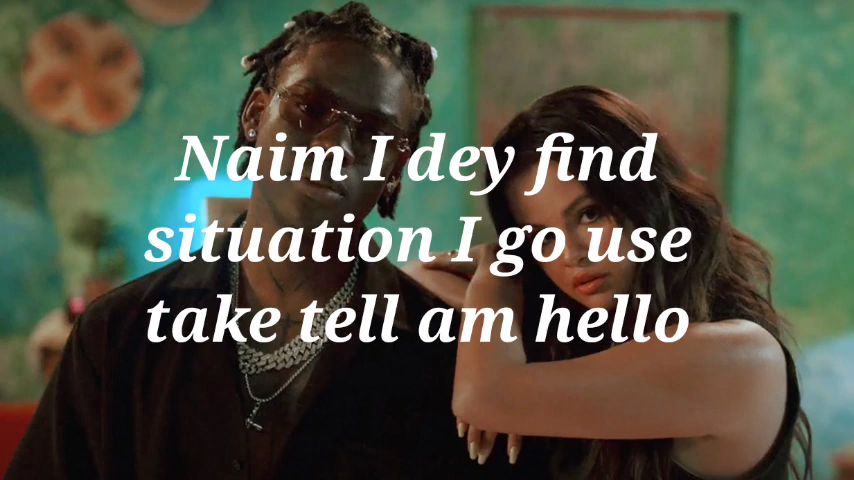 Naim I dey find
situation I go use
take tell am hello